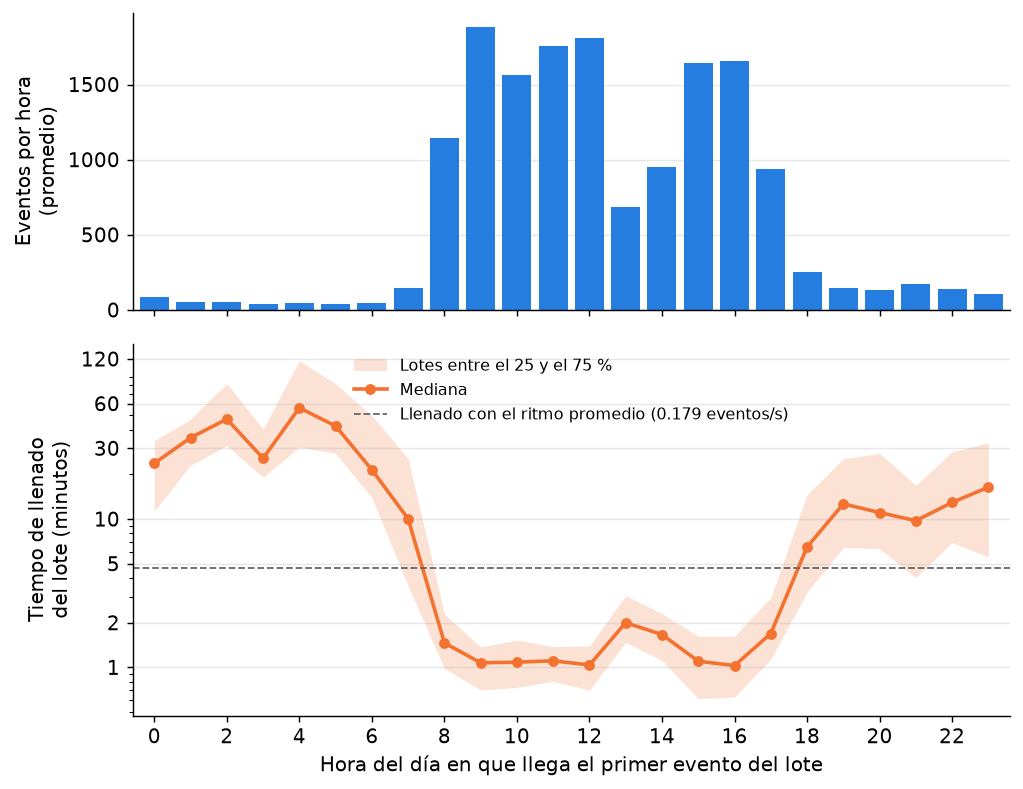 Eventos por hora
(promedio)
1500
1000
500
0
Tiempo de llenado
del lote (minutos)
120
60
30
10
5
2
1
Lotes entre el 25 y el 75 %
Mediana
Llenado con el ritmo promedio (0.179 eventos/s)
0 2 4 6 8 10 12 14 16 18 20 22
Hora del día en que llega el primer evento del lote